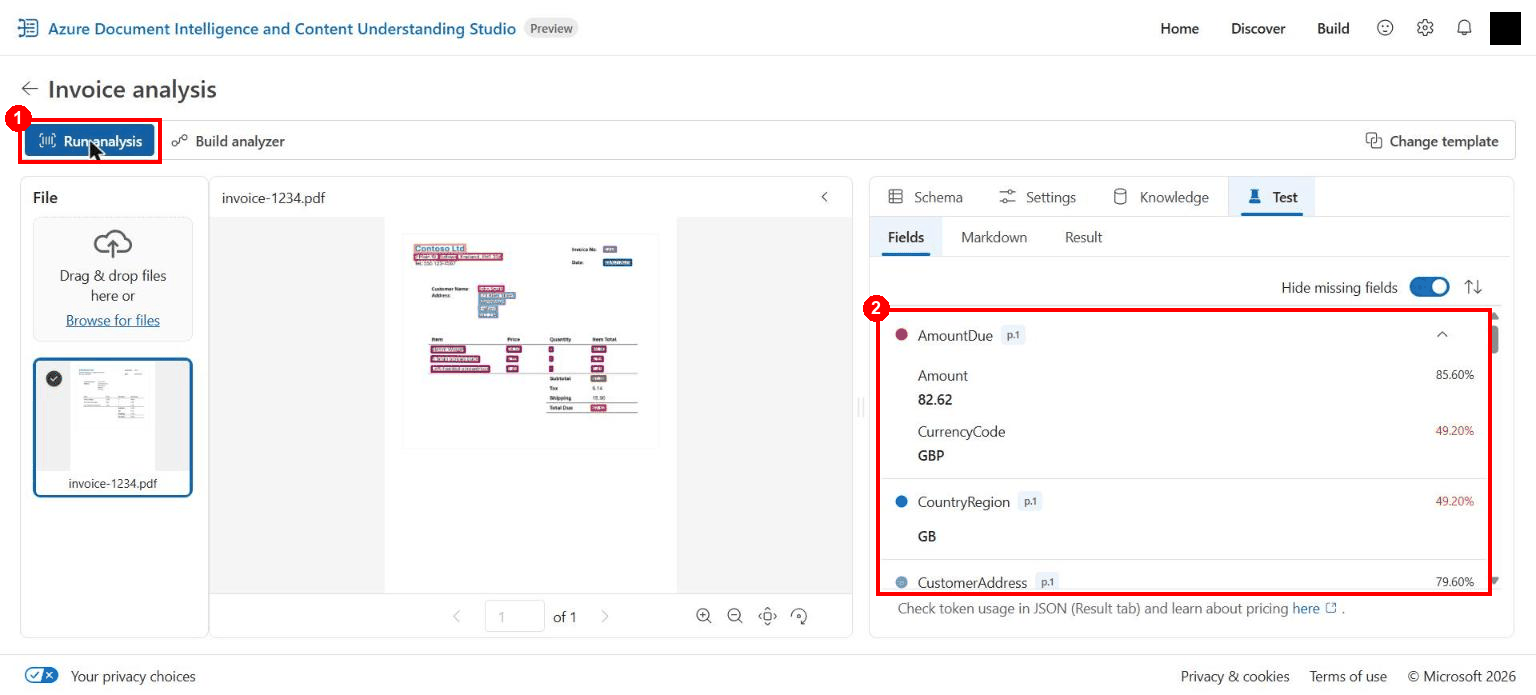 Azure Document Intelligence and Content Understanding Studio Preview
Home Discover Build
Invoice analysis
1
Run analysis
Build analyzer
Change template
File
Drag & drop files
here or
Browse for files
invoice-1234.pdf
invoice-1234.pdf
Contoso Ltd
Invoice No:
Date:
Customer Name
Address:
Item Price Quantity Item Total
Subtotal
Tax
Shipping
Total Due
1 of 1
Schema Settings Knowledge Test
Fields Markdown Result
Hide missing fields
2
AmountDue p.1
Amount 85.60%
82.62
CurrencyCode 49.20%
GBP
CountryRegion p.1 49.20%
GB
CustomerAddress p.1 79.60%
Check token usage in JSON (Result tab) and learn about pricing here .
Your privacy choices
Privacy & cookies Terms of use © Microsoft 2026